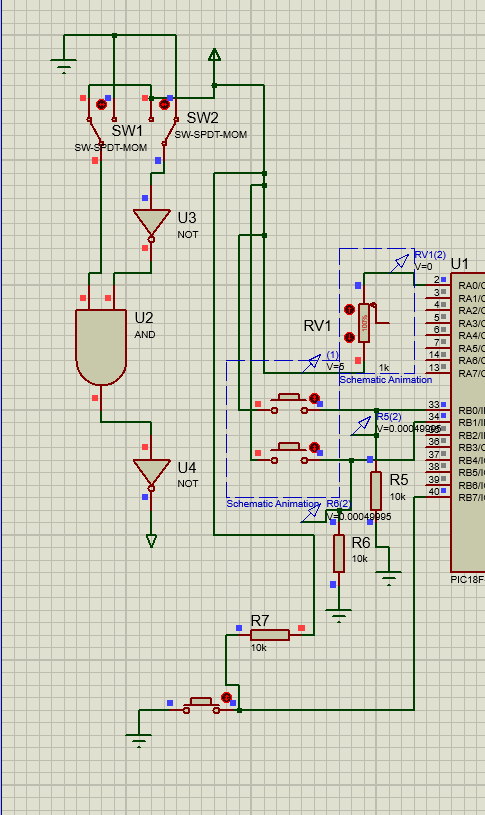 SW1
SW-SPDT-MOM
SW2
SW-SPDT-MOM
U3
NOT
RV1(2)
V=0
U1
2
RA0/
3
RA1/
4
RA2/
5
RA3/
6
RA4/
7
RA5/
14
RA6/
13
RA7/
RV1
100%
1k
Schematic Animation
U2
AND
(1)
V=5
33
RB0/I
34
RB1/I
35
RB2/I
36
RB3/
37
RB4/
38
RB5/
39
RB6/
40
RB7/
R5(2)
V=0.00049995
U4
NOT
R5
10k
Schematic Animation
R6(2)
V=0.00049995
R6
10k
PIC18F
R7
10k